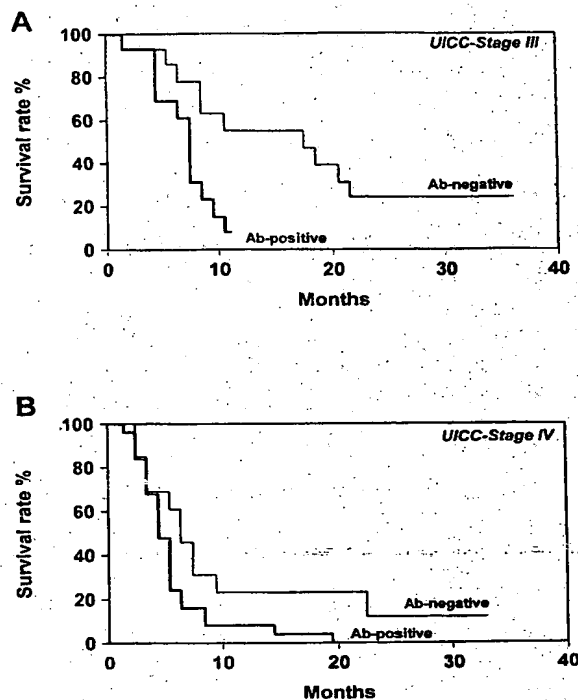 A
UICC-Stage III
Survival rate %
100
80
60
40
20
0
Ab-negative
Ab-positive
0 10 20 30 40
Months
B
UICC-Stage IV
Survival rate %
100
80
60
40
20
0
Ab-negative
Ab-positive
0 10 20 30 40
Months